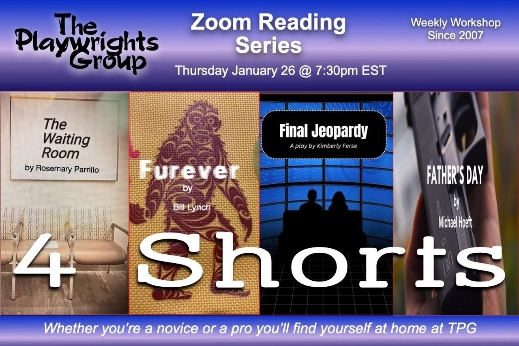 The
Playwrights
Group
Zoom Reading
Series
Thursday January 26 @ 7:30pm EST
Weekly Workshop
Since 2007
The
Waiting
Room
by Rosemary Parrillo
Furever
by
Bill Lynch
Final Jeopardy
A play by Kimberly Ferse
FATHER'S DAY
by
Michael Hoeft
4 Shorts
Whether you're a novice or a pro you'll find yourself at home at TPG